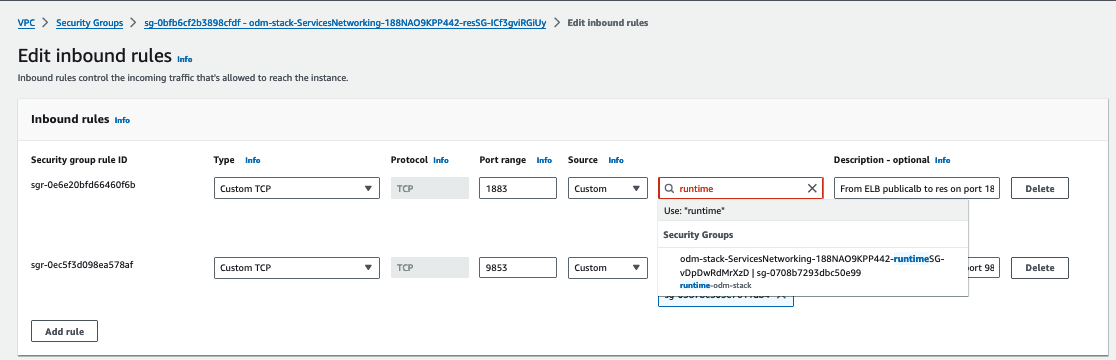 VPC > Security Groups > sg-0bfb6cf2b3898cfdf - odm-stack-ServicesNetworking-188NAO9KPP442-resSG-ICf3gviRGiUy > Edit inbound rules
Edit inbound rules Info
Inbound rules control the incoming traffic that's allowed to reach the instance.
Inbound rules Info
Security group rule ID Type Info Protocol Info Port range Info Source Info Description - optional Info
sgr-0e6e20bfd66460f6b Custom TCP TCP 1883 Custom runtime From ELB publicalb to res on port 18 Delete
Use: "runtime"
Security Groups
odm-stack-ServicesNetworking-188NAO9KPP442-runtimeSG-
vDpDwRdMrXzD | sg-0708b7293dbc50e99
runtime-odm-stack
sgr-0ec5f3d098ea578af Custom TCP TCP 9853 Custom port 98 Delete
Add rule